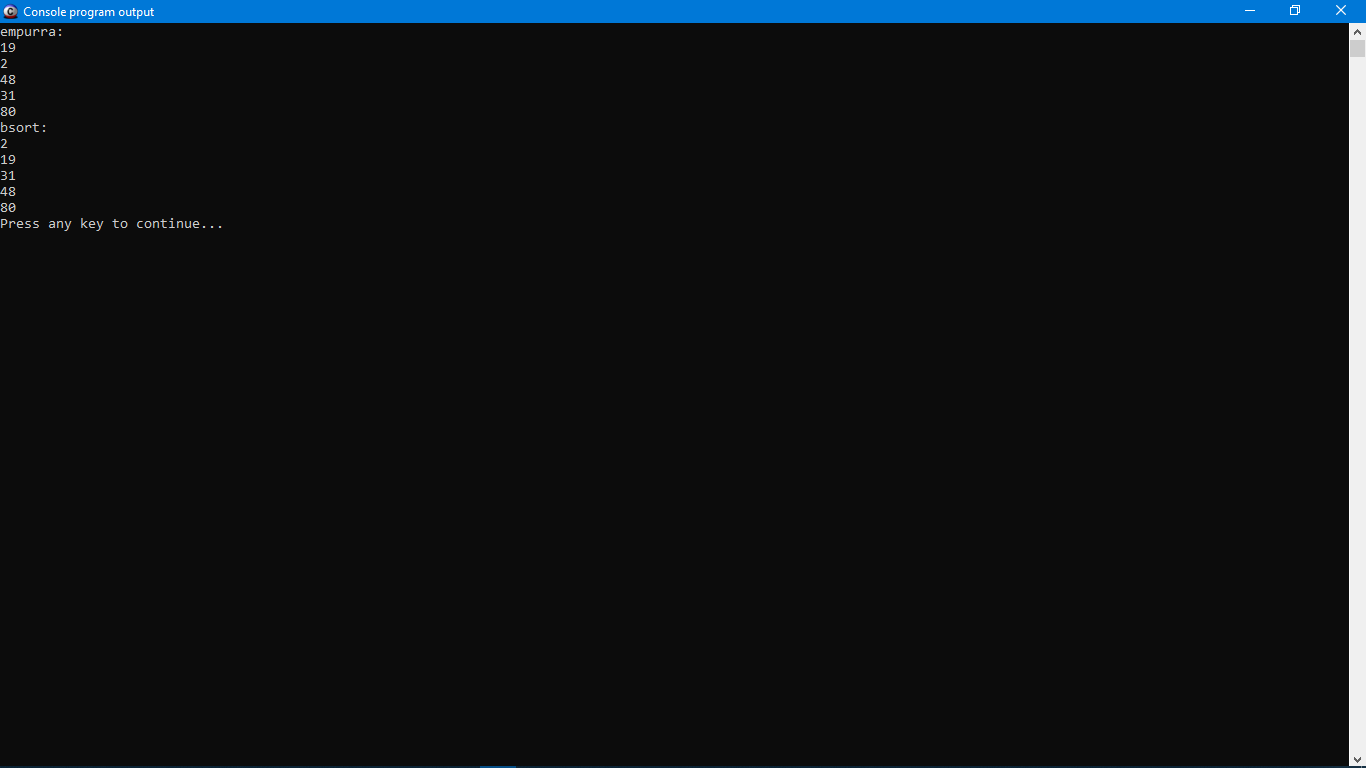 Console program output
empurra:
19
2
48
31
80
bsort:
2
19
31
48
80
Press any key to continue...